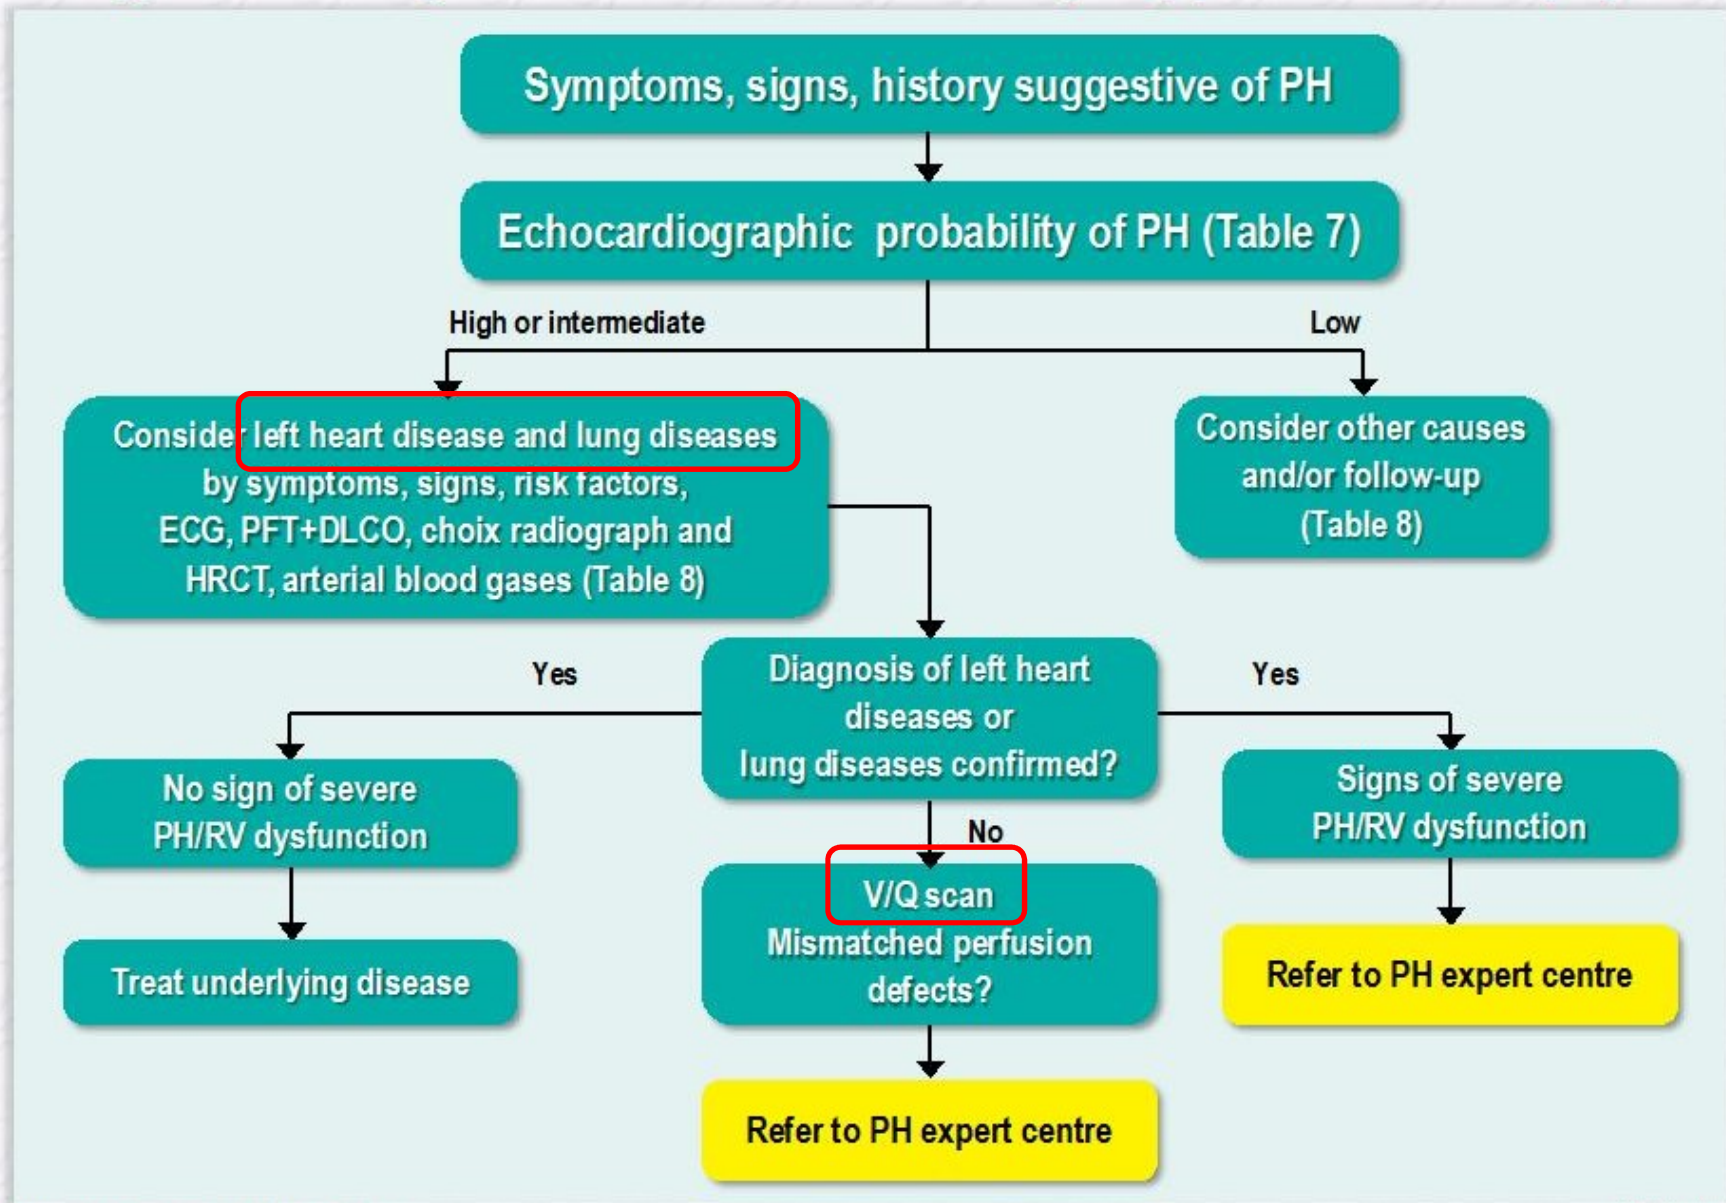 Symptoms, signs, history suggestive of PH
Echocardiographic probability of PH (Table 7)
High or intermediate
Low
Consider left heart disease and lung diseases
by symptoms, signs, risk factors,
ECG, PFT+DLCO, choix radiograph and
HRCT, arterial blood gases (Table 8)
Consider other causes
and/or follow-up
(Table 8)
Yes
Diagnosis of left heart
diseases or
lung diseases confirmed?
Yes
No sign of severe
PH/RV dysfunction
Signs of severe
PH/RV dysfunction
No
V/Q scan
Mismatched perfusion
defects?
Treat underlying disease
Refer to PH expert centre
Refer to PH expert centre